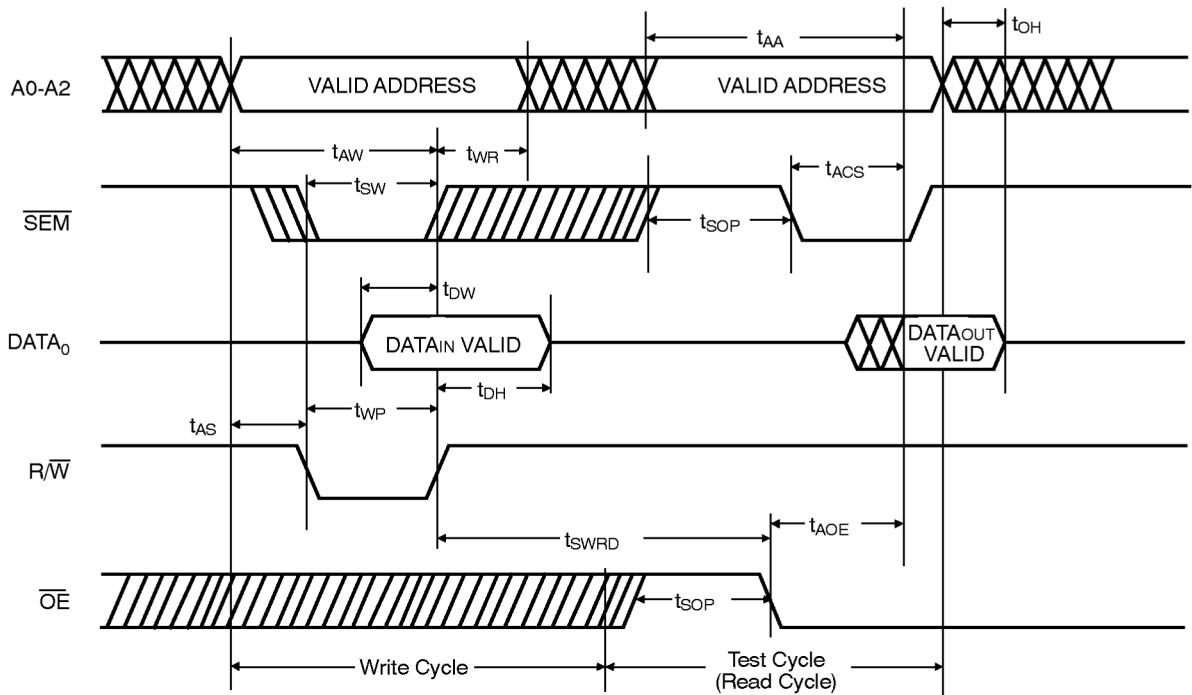 tAA
tOH
A0-A2
VALID ADDRESS
VALID ADDRESS
tAW
tWR
tACS
tSW
SEM
tSOP
tDW
DATA0
DATAIN VALID
DATAOUT
VALID
tDH
tWP
tAS
R/W
tAOE
tSWRD
OE
tSOP
Write Cycle
Test Cycle
(Read Cycle)